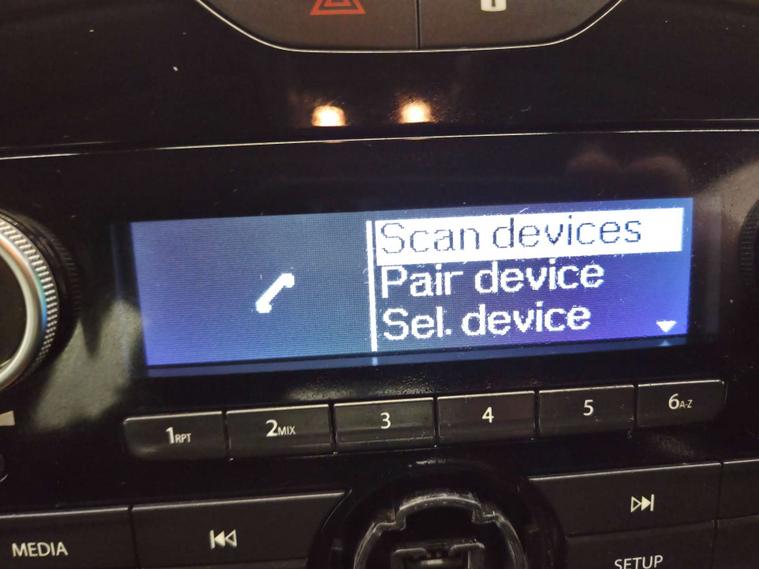 Scan devices
Pair device
Sel. device
1RPT 2MIX 3 4 5 6A-Z
MEDIA
SETUP